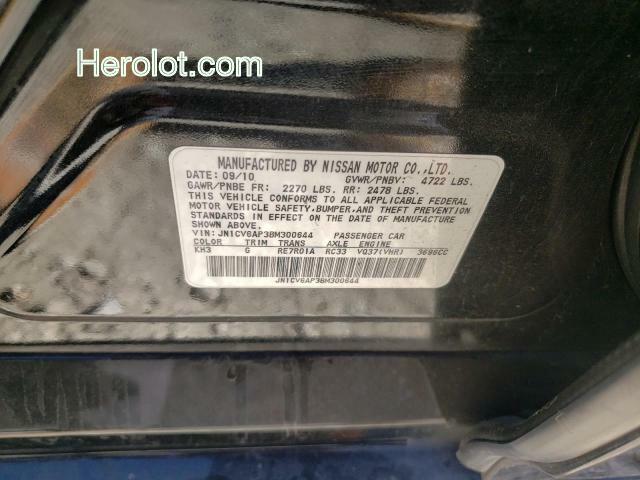 Herolot.com
MANUFACTURED BY NISSAN MOTOR CO.,LTD.
DATE: 09/10 GVWR/PNBV: 4722 LBS.
GAWR/PNBE FR: 2270 LBS. RR: 2478 LBS.
THIS VEHICLE CONFORMS TO ALL APPLICABLE FEDERAL
MOTOR VEHICLE SAFETY, BUMPER, AND THEFT PREVENTION
STANDARDS IN EFFECT ON THE DATE OF MANUFACTURE
SHOWN ABOVE.
VIN: JN1CV6AP3BM300644 PASSENGER CAR
COLOR TRIM TRANS AXLE ENGINE
KH3 G RE7R01A RC33 VQ37(VHR) 3696CC
JN1CV6AP3BM300644